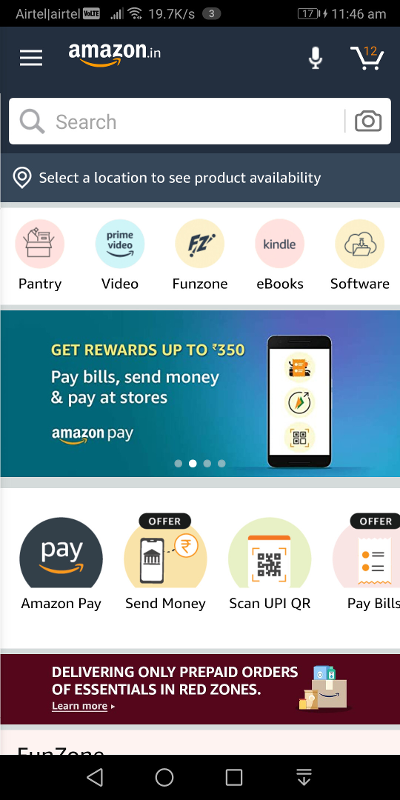 Airtel|airtel VoLTE 19.7K/s 3 17 11:46 am
amazon.in 12
Search
Select a location to see product availability
prime video FZ kindle
Pantry Video Funzone eBooks Software
GET REWARDS UP TO ₹350
Pay bills, send money
& pay at stores
amazon pay
OFFER OFFER
pay ₹
Amazon Pay Send Money Scan UPI QR Pay Bills
DELIVERING ONLY PREPAID ORDERS
OF ESSENTIALS IN RED ZONES.
Learn more
FunZone